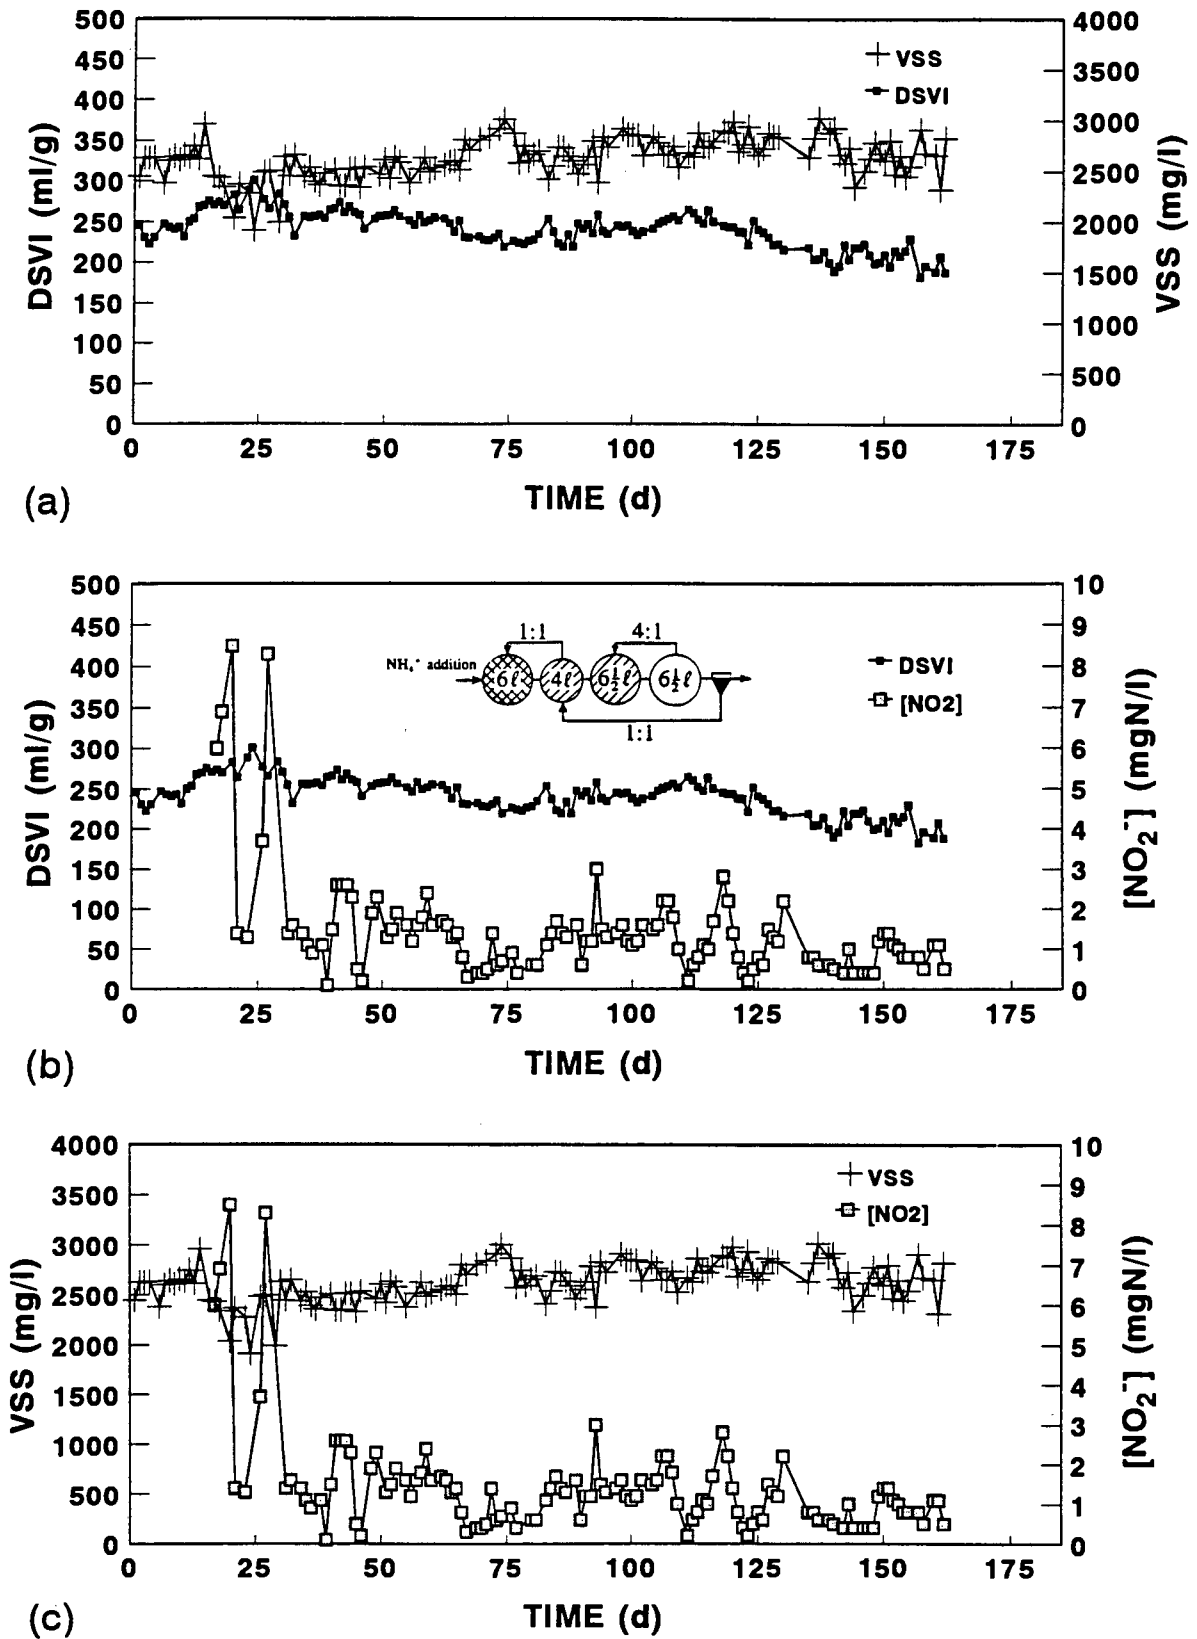 500 4000
450 3500
400 3000
350 2500
300 2000
250 1500
200 1000
150 500
100 0
50
0
DSVI (ml/g)
VSS (mg/l)
VSS
DSVI
0 25 50 75 100 125 150 175
TIME (d)
(a)
500 10
450 9
400 8
350 7
300 6
250 5
200 4
150 3
100 2
50 1
0 0
DSVI (ml/g)
[NO2-] (mgN/l)
1:1 4:1
NH4+ addition
6ℓ 4ℓ 6½ℓ 6½ℓ
1:1
DSVI
[NO2]
0 25 50 75 100 125 150 175
TIME (d)
(b)
4000 10
3500 9
3000 8
2500 7
2000 6
1500 5
1000 4
500 3
0 2
1
0
VSS (mg/l)
[NO2-] (mgN/l)
VSS
[NO2]
0 25 50 75 100 125 150 175
TIME (d)
(c)